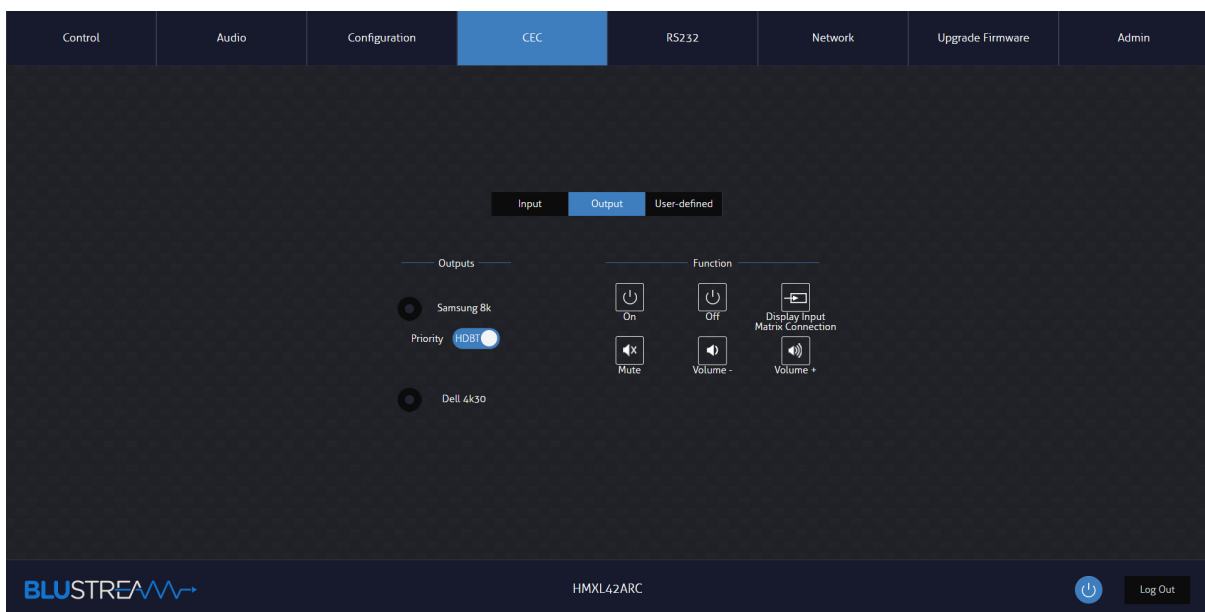 Control Audio Configuration CEC RS232 Network Upgrade Firmware Admin
Input Output User-defined
Outputs
Samsung 8k
Priority HDBT
Dell 4k30
Function
On Off Display Input
Matrix Connection
Mute Volume - Volume +
BLUSTREAM HMXL42ARC Log Out